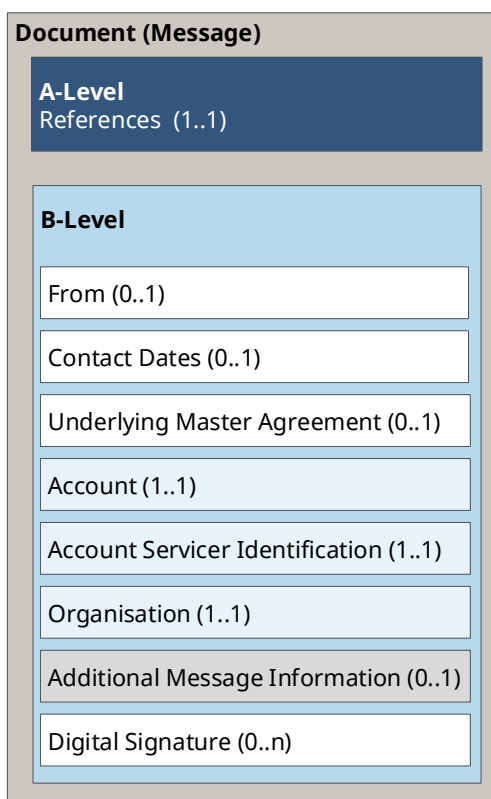 Document (Message)
A-Level
References (1..1)
B-Level
From (0..1)
Contact Dates (0..1)
Underlying Master Agreement (0..1)
Account (1..1)
Account Servicer Identification (1..1)
Organisation (1..1)
Additional Message Information (0..1)
Digital Signature (0..n)